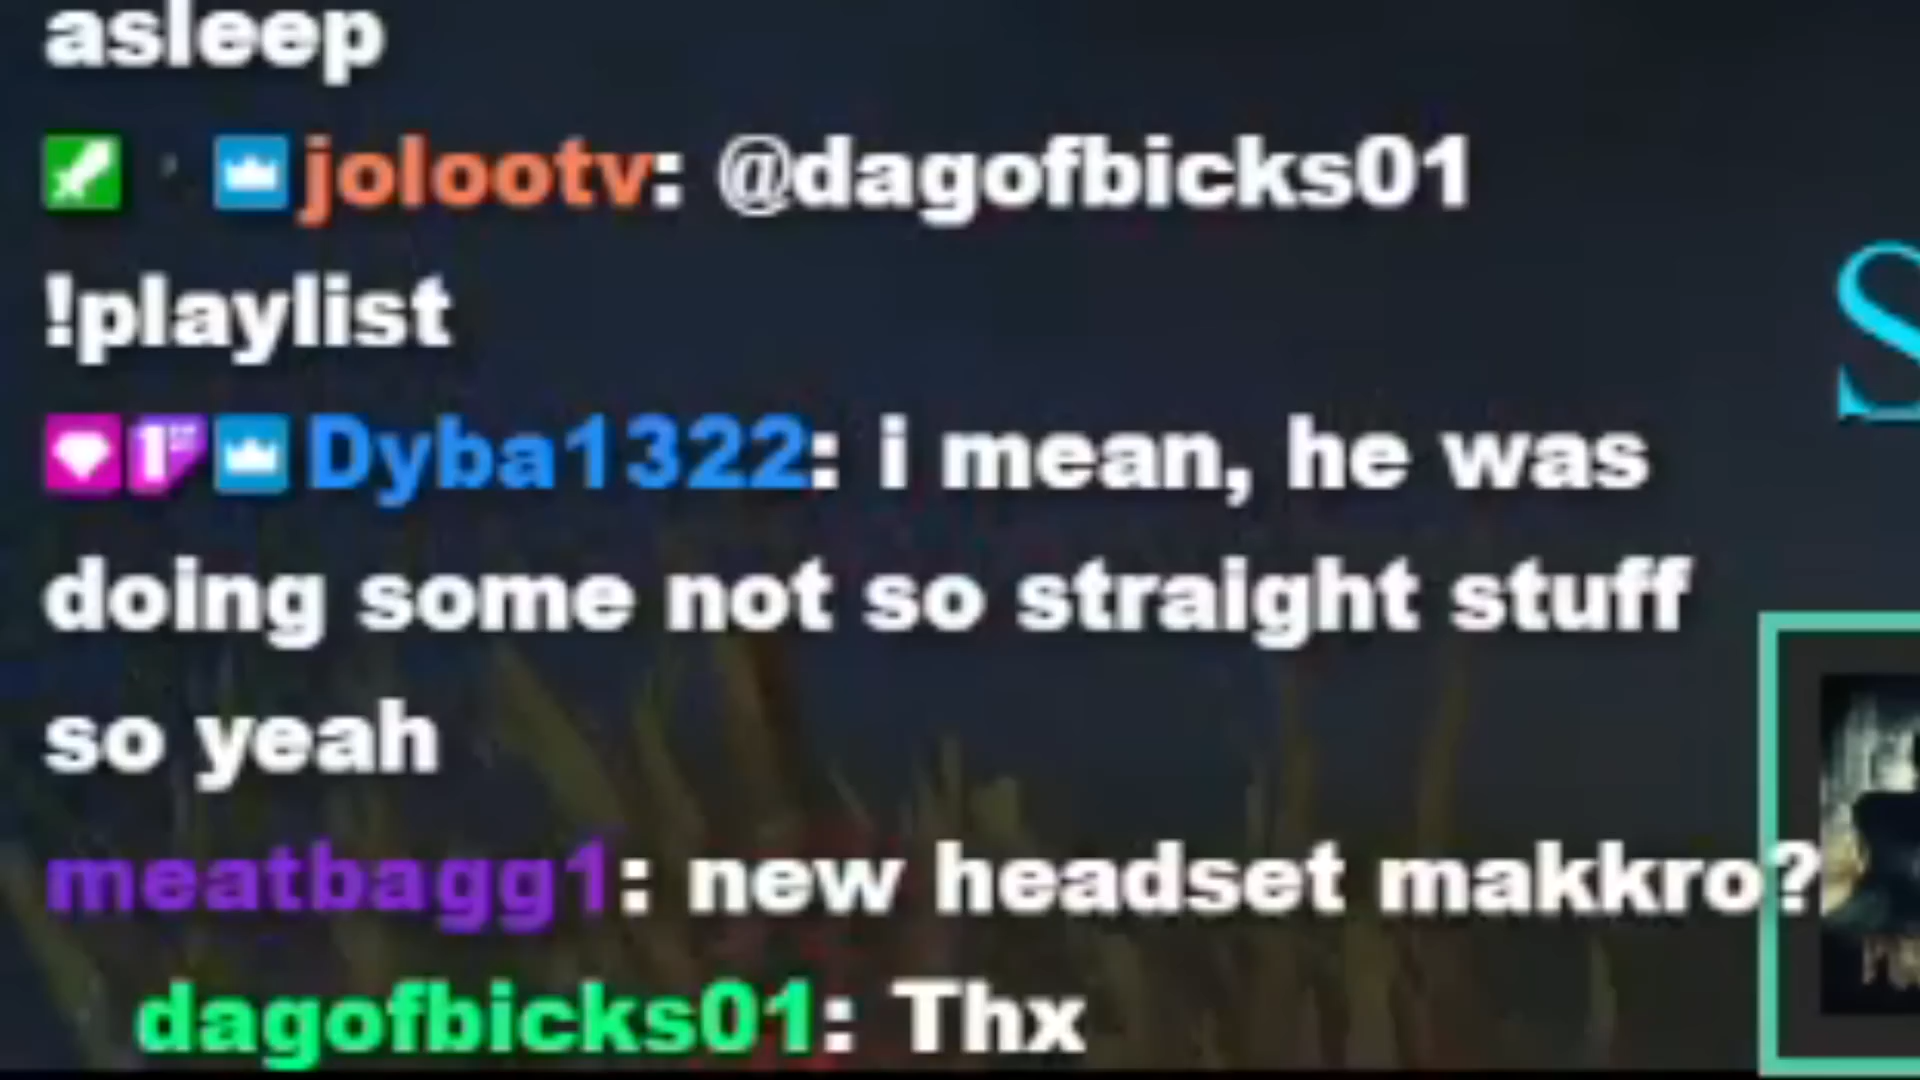 asleep
jolootv: @dagofbicks01
!playlist
Dyba1322: i mean, he was
doing some not so straight stuff
so yeah
meatbagg1: new headset makkro?
dagofbicks01: Thx
S